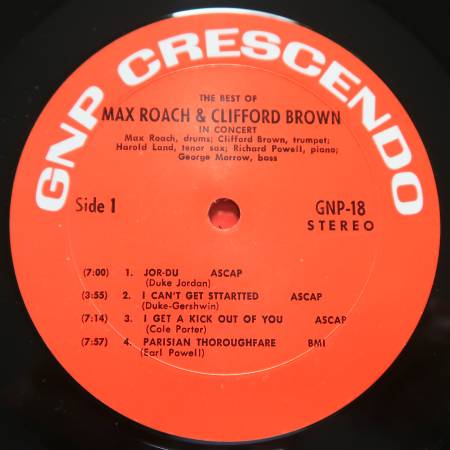 GNP CRESCENDO
THE BEST OF
MAX ROACH & CLIFFORD BROWN
IN CONCERT
Max Roach, drums; Clifford Brown, trumpet;
Harold Land, tenor sax; Richard Powell, piano;
George Morrow, bass
Side 1
GNP-18
STEREO
(7:00) 1. JOR-DU ASCAP
(Duke Jordan)
(3:55) 2. I CAN'T GET STTARTTED ASCAP
(Duke-Gershwin)
(7:14) 3. I GET A KICK OUT OF YOU ASCAP
(Cole Porter)
(7:57) 4. PARISIAN THOROUGHFARE BMI
(Earl Powell)